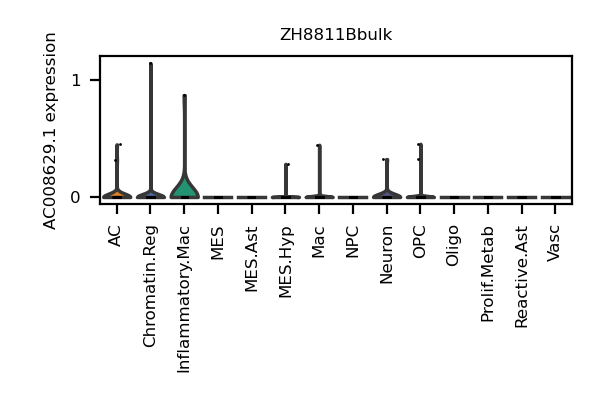 ZH8811Bbulk
AC008629.1 expression
1
0
AC
Chromatin.Reg
Inflammatory.Mac
MES
MES.Ast
MES.Hyp
Mac
NPC
Neuron
OPC
Oligo
Prolif.Metab
Reactive.Ast
Vasc